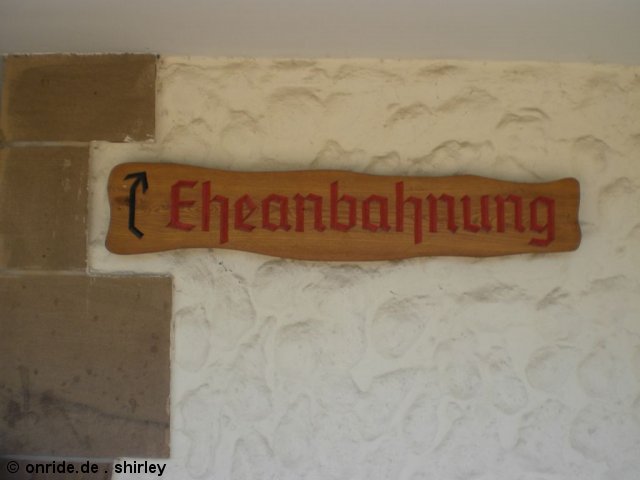 Eheanbahnung
© onride.de . shirley